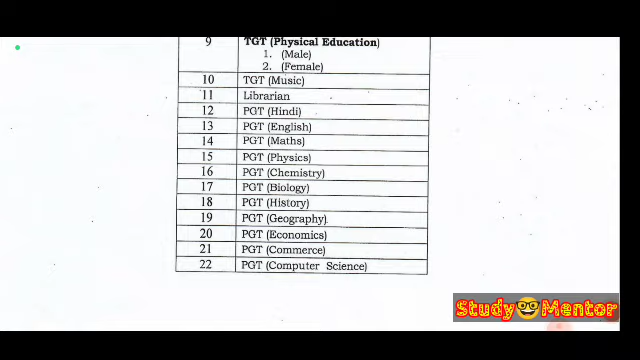 9 TGT (Physical Education)
1. (Male)
2. (Female)
10 TGT (Music)
11 Librarian
12 PGT (Hindi)
13 PGT (English)
14 PGT (Maths)
15 PGT (Physics)
16 PGT (Chemistry)
17 PGT (Biology)
18 PGT (History)
19 PGT (Geography)
20 PGT (Economics)
21 PGT (Commerce)
22 PGT (Computer Science)
Study Mentor